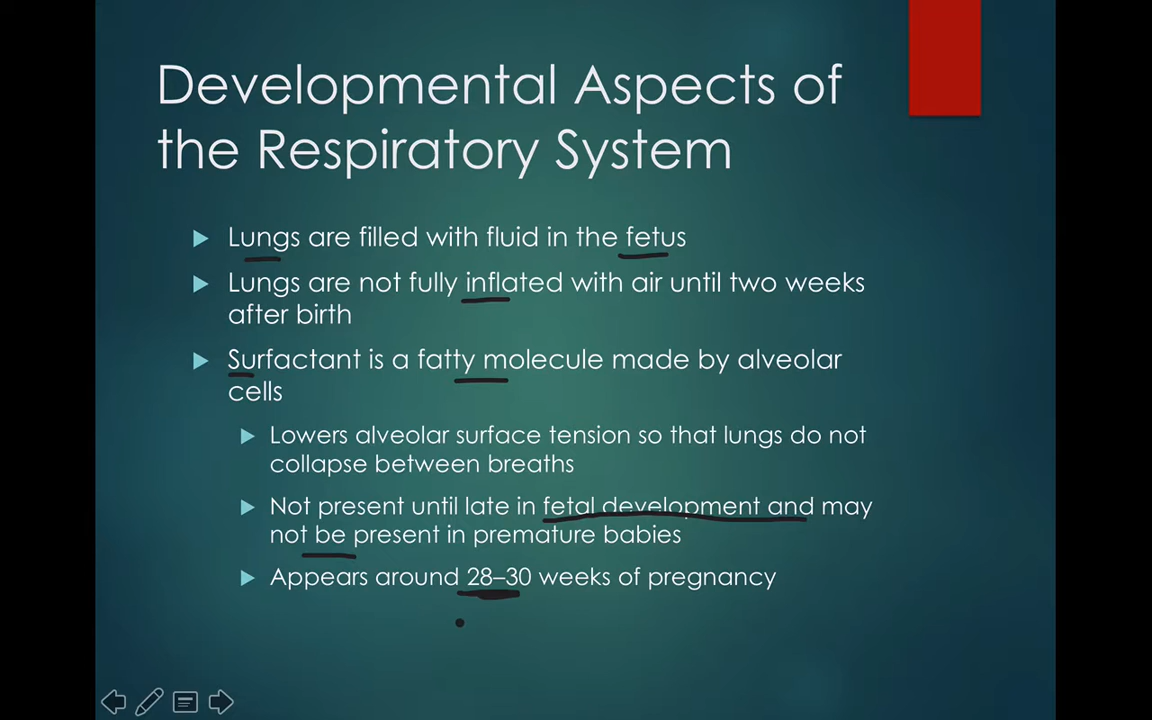 Developmental Aspects of
the Respiratory System
Lungs are filled with fluid in the fetus
Lungs are not fully inflated with air until two weeks
after birth
Surfactant is a fatty molecule made by alveolar
cells
Lowers alveolar surface tension so that lungs do not
collapse between breaths
Not present until late in fetal development and may
not be present in premature babies
Appears around 28–30 weeks of pregnancy